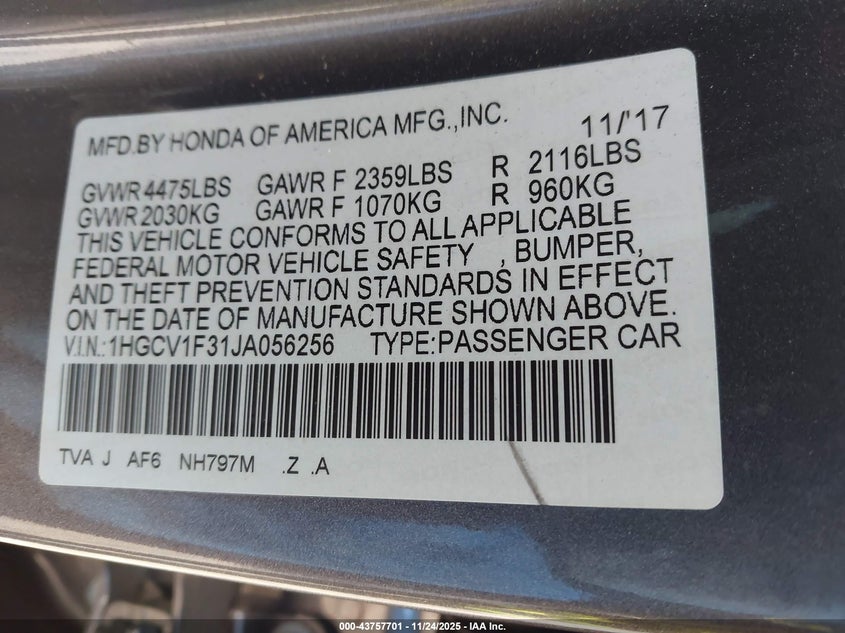 MFD.BY HONDA OF AMERICA MFG.,INC. 11/'17
GVWR 4475LBS GAWR F 2359LBS R 2116LBS
GVWR 2030KG GAWR F 1070KG R 960KG
THIS VEHICLE CONFORMS TO ALL APPLICABLE
FEDERAL MOTOR VEHICLE SAFETY , BUMPER,
AND THEFT PREVENTION STANDARDS IN EFFECT
ON THE DATE OF MANUFACTURE SHOWN ABOVE.
V.I.N.:1HGCV1F31JA056256 TYPE:PASSENGER CAR
TVA J AF6 NH797M .Z .A
000-43757701 - 11/24/2025 - IAA Inc.